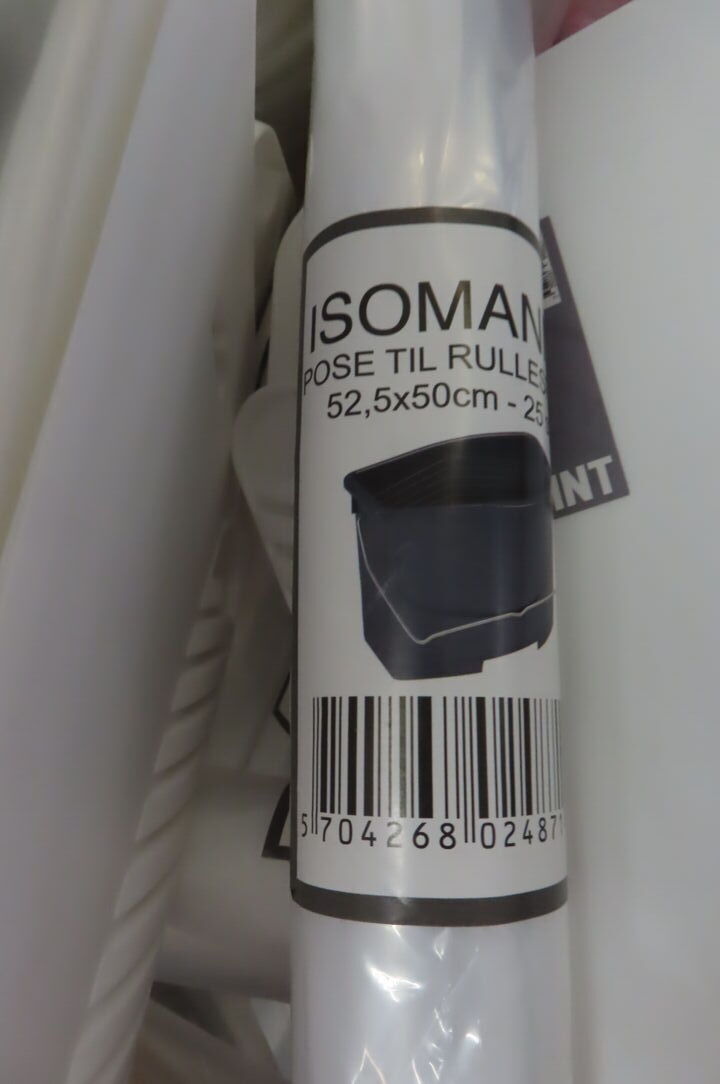 ISOMAN
POSE TIL RULLES
52,5x50cm - 25
INT
5 704268 02487